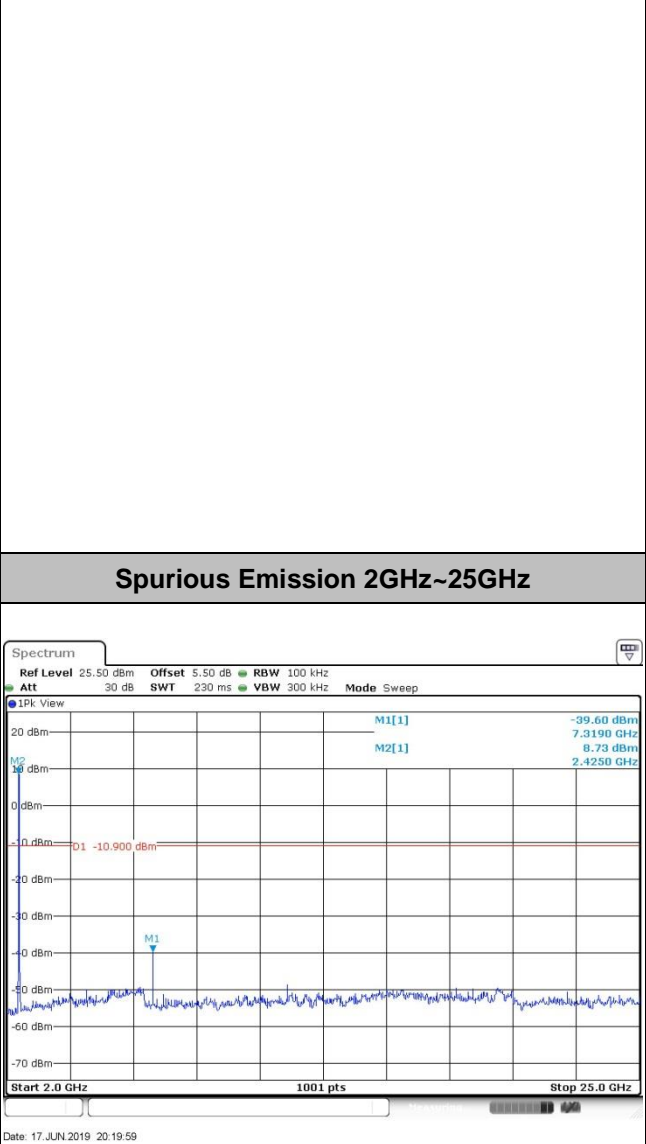 Spurious Emission 2GHz~25GHz
Spectrum
Ref Level 25.50 dBm Offset 5.50 dB RBW 100 kHz
Att 30 dB SWT 230 ms VBW 300 kHz Mode Sweep
1Pk View
M1[1] -39.60 dBm
7.3190 GHz
20 dBm
M2[1] 8.73 dBm
2.4250 GHz
M2
10 dBm
0 dBm
-10 dBm
D1 -10.900 dBm
-20 dBm
-30 dBm
M1
-40 dBm
-50 dBm
-60 dBm
-70 dBm
Start 2.0 GHz 1001 pts Stop 25.0 GHz
Date: 17.JUN.2019 20:19:59